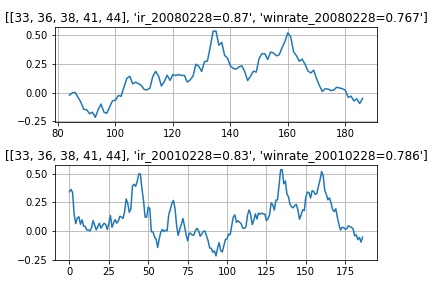 [[33, 36, 38, 41, 44], 'ir_20080228=0.87', 'winrate_20080228=0.767']
0.50
0.25
0.00
−0.25
80 100 120 140 160 180
[[33, 36, 38, 41, 44], 'ir_20010228=0.83', 'winrate_20010228=0.786']
0.50
0.25
0.00
−0.25
0 25 50 75 100 125 150 175